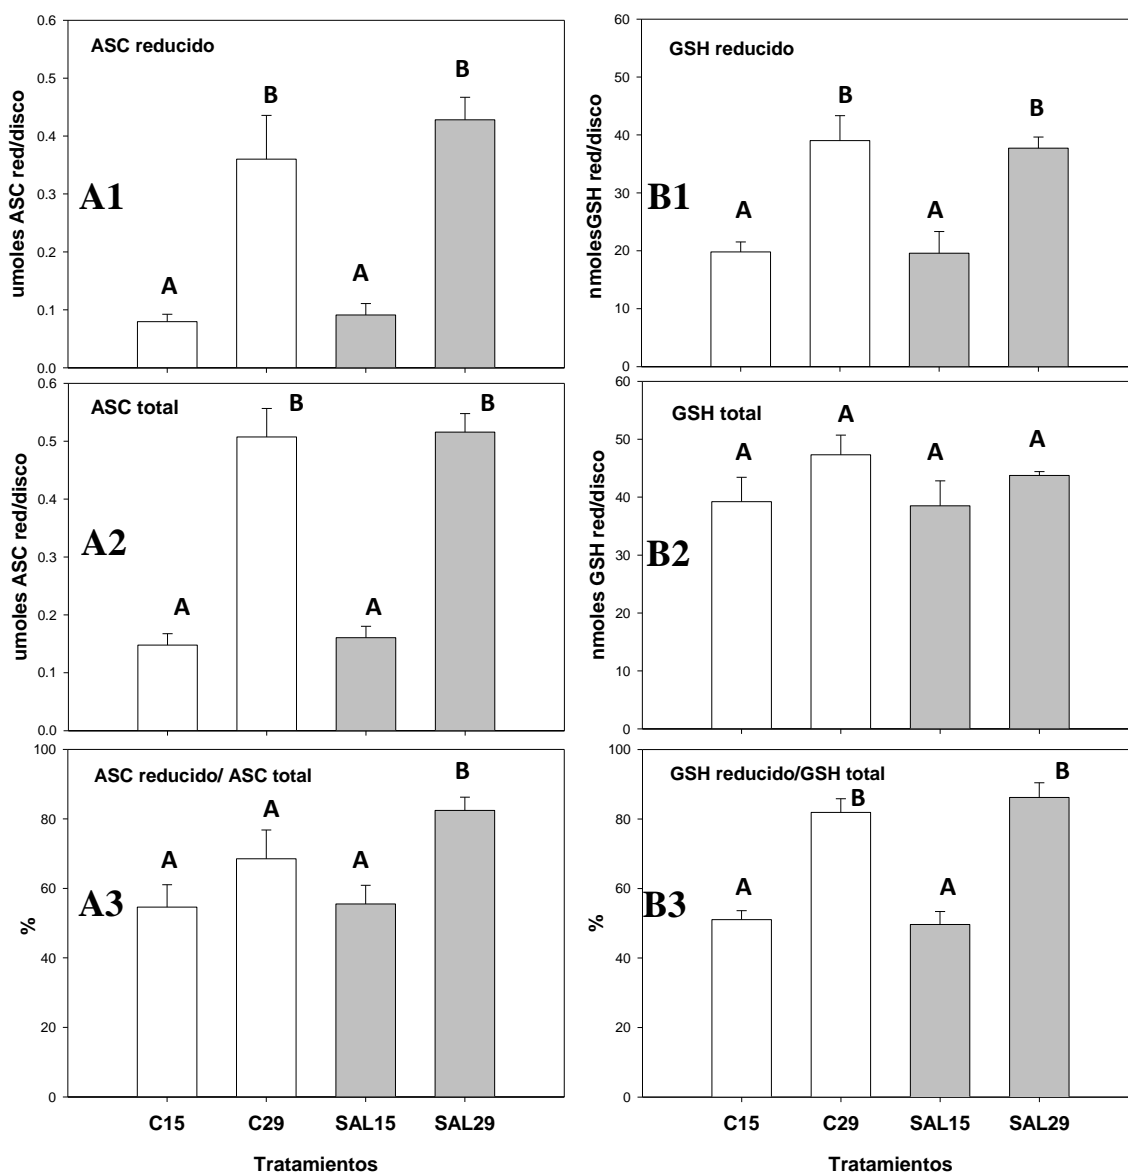 ASC reducido
umoles ASC red/disco
0.6
0.5
0.4
0.3
0.2
0.1
0.0
A1
A
B
A
B
GSH reducido
nmolesGSH red/disco
60
50
40
30
20
10
0
B1
A
B
A
B
ASC total
umoles ASC red/disco
0.6
0.5
0.4
0.3
0.2
0.1
0.0
A2
A
B
A
B
GSH total
nmoles GSH red/disco
60
50
40
30
20
10
0
B2
A
A
A
A
ASC reducido/ ASC total
%
100
80
60
40
20
0
A3
A
A
A
B
C15 C29 SAL15 SAL29
Tratamientos
GSH reducido/GSH total
%
100
80
60
40
20
0
B3
A
B
A
B
C15 C29 SAL15 SAL29
Tratamientos